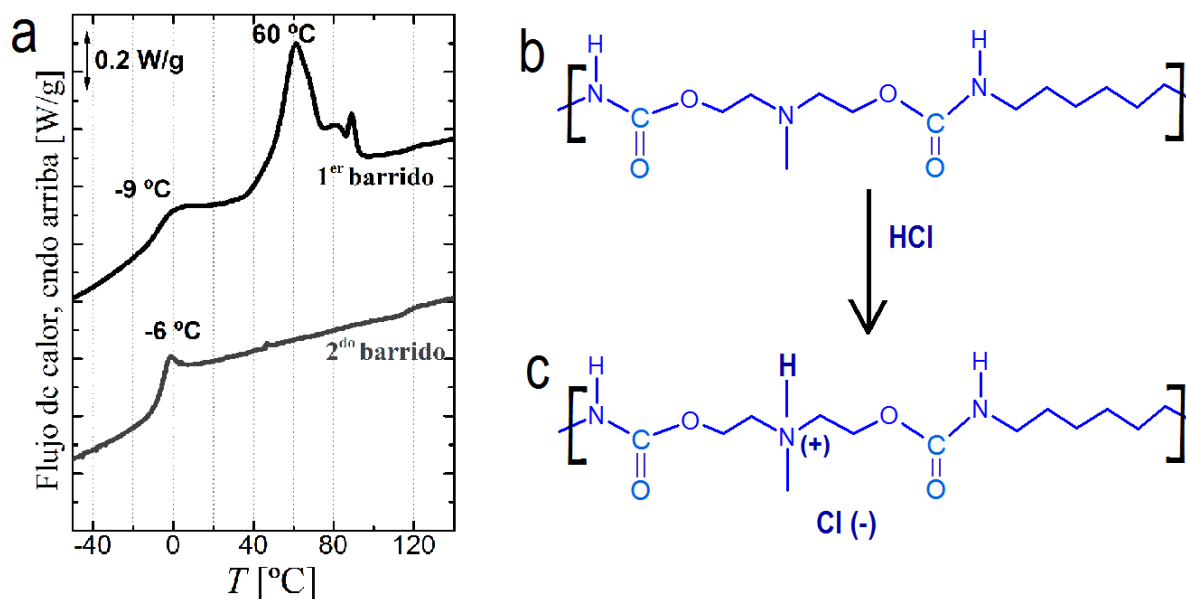 a
60 ºC
0.2 W/g
1er barrido
-9 ºC
-6 ºC
2do barrido
Flujo de calor, endo arriba [W/g]
-40 0 40 80 120
T [ºC]
b
H
N
C
O
O
N
O
C
O
H
N
HCl
c
H
N
C
O
O
H
N
(+)
O
C
O
H
N
Cl (-)